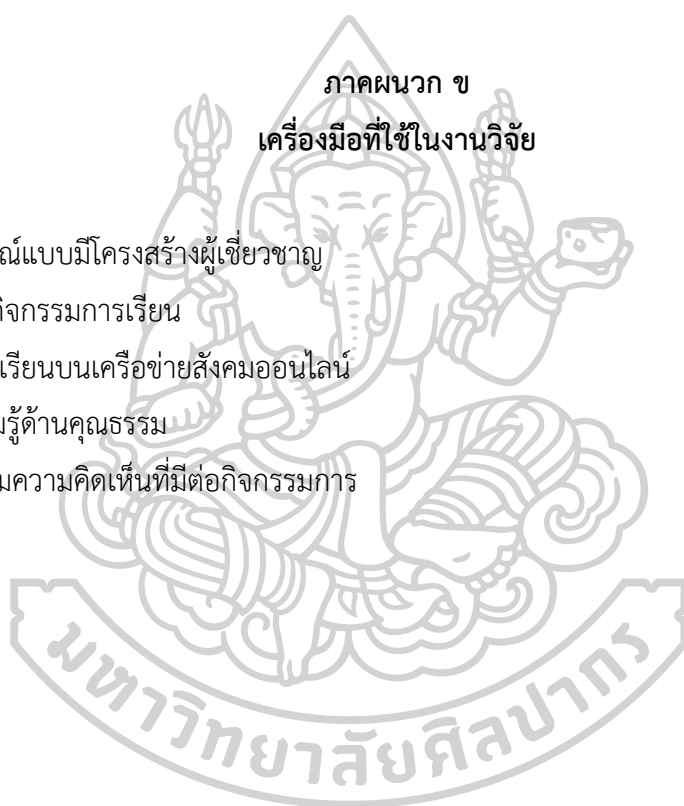 ภาคผนวก ข
เครื่องมือที่ใช้ในงานวิจัย
ณ์แบบมีโครงสร้างผู้เชี่ยวชาญ
กิจกรรมการเรียน
เรียนบนเครือข่ายสังคมออนไลน์
มรู้ด้านคุณธรรม
มความคิดเห็นที่มีต่อกิจกรรมการ
มหาวิทยาลัยศิลปากร